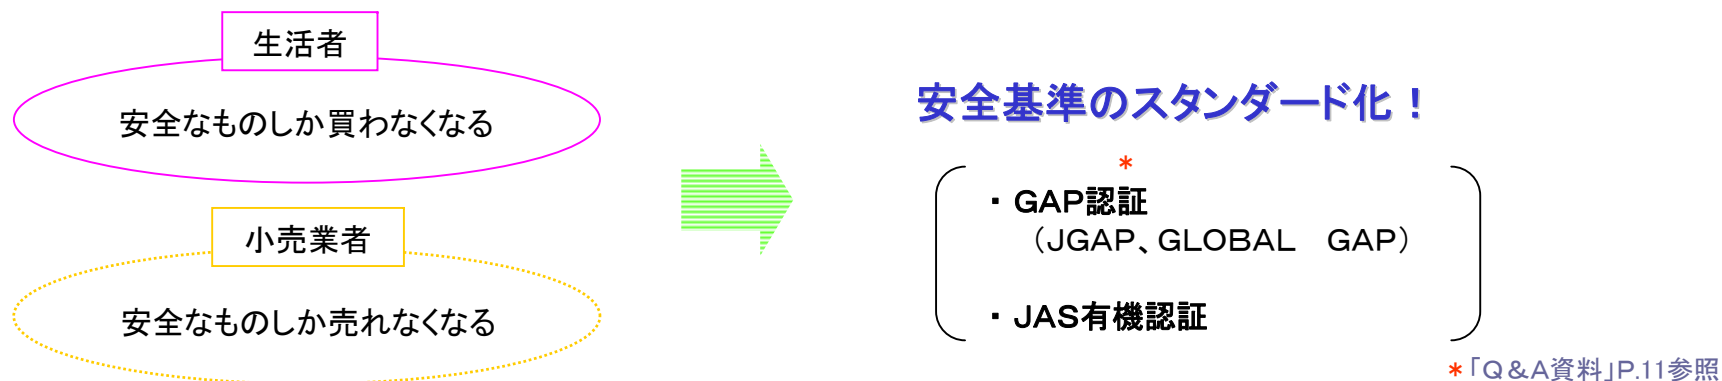 生活者
安全なものしか買わなくなる
小売業者
安全なものしか売れなくなる
安全基準のスタンダード化！
*
・GAP認証
（JGAP、GLOBAL　GAP）
・JAS有機認証
*「Q&A資料」P.11参照